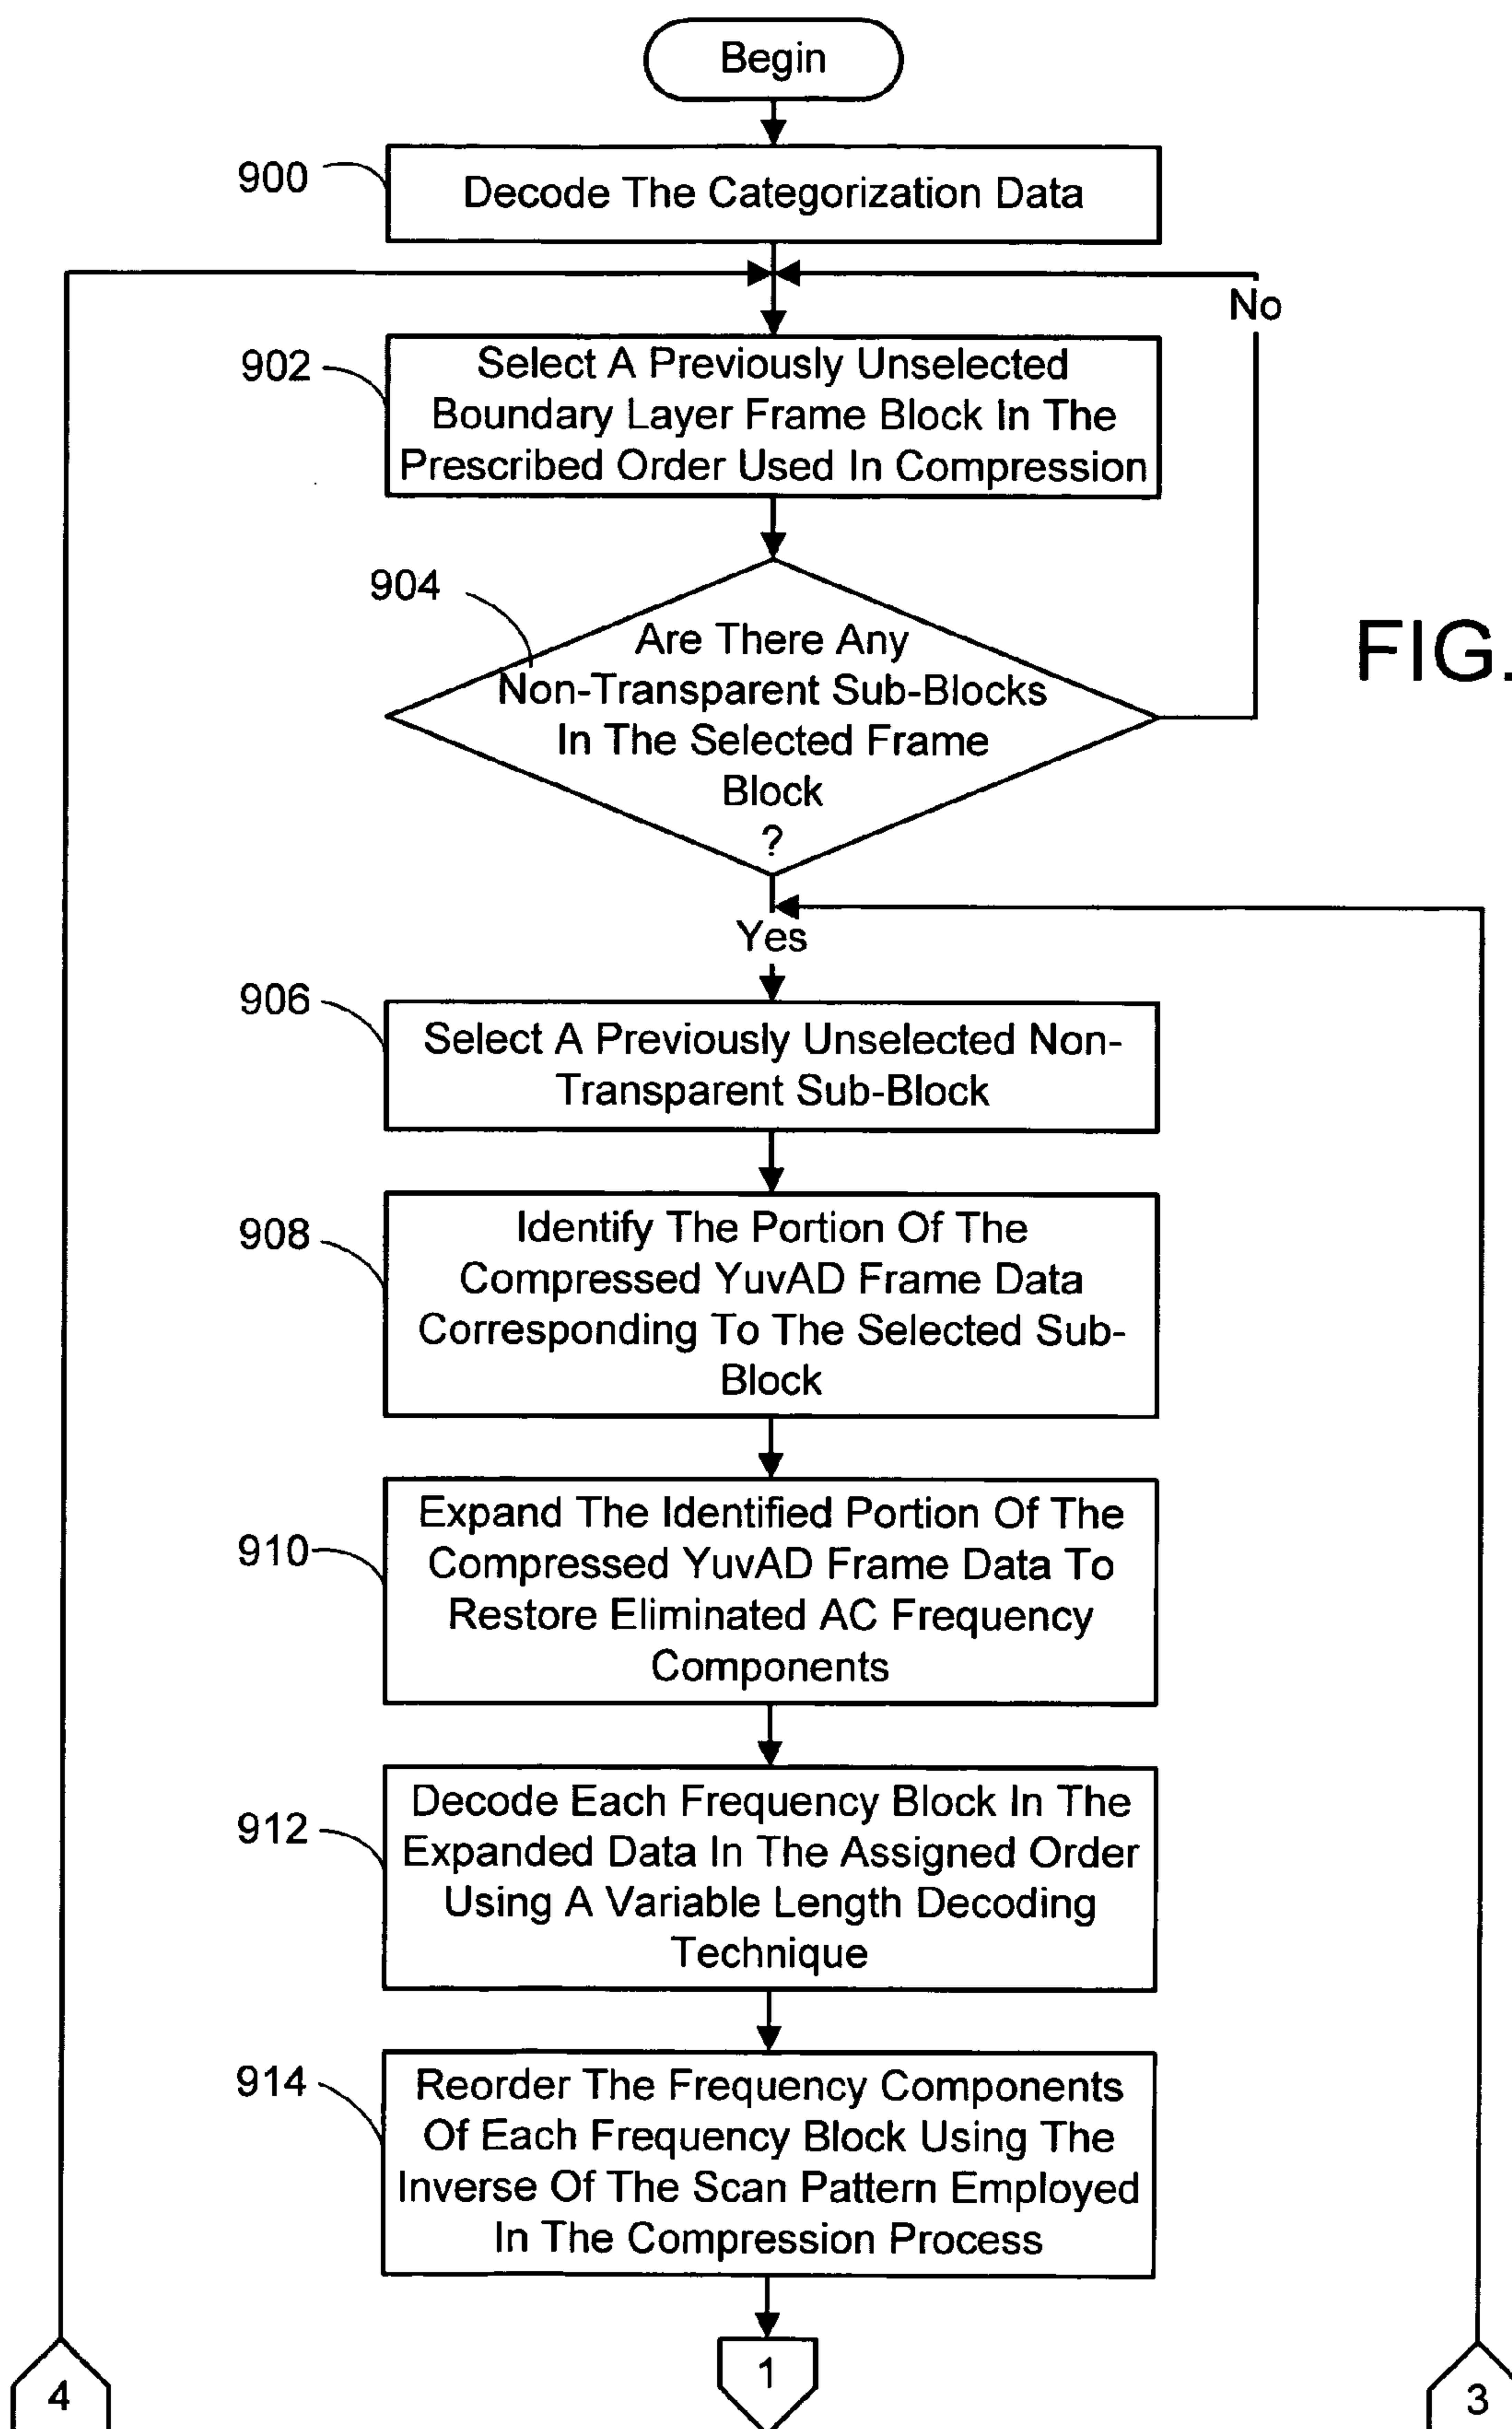 Begin
900
Decode The Categorization Data
No
902
Select A Previously Unselected
Boundary Layer Frame Block In The
Prescribed Order Used In Compression
904
Are There Any
Non-Transparent Sub-Blocks
In The Selected Frame
Block
?
FIG.
Yes
906
Select A Previously Unselected Non-
Transparent Sub-Block
908
Identify The Portion Of The
Compressed YuvAD Frame Data
Corresponding To The Selected Sub-
Block
910
Expand The Identified Portion Of The
Compressed YuvAD Frame Data To
Restore Eliminated AC Frequency
Components
912
Decode Each Frequency Block In The
Expanded Data In The Assigned Order
Using A Variable Length Decoding
Technique
914
Reorder The Frequency Components
Of Each Frequency Block Using The
Inverse Of The Scan Pattern Employed
In The Compression Process
4
1
3